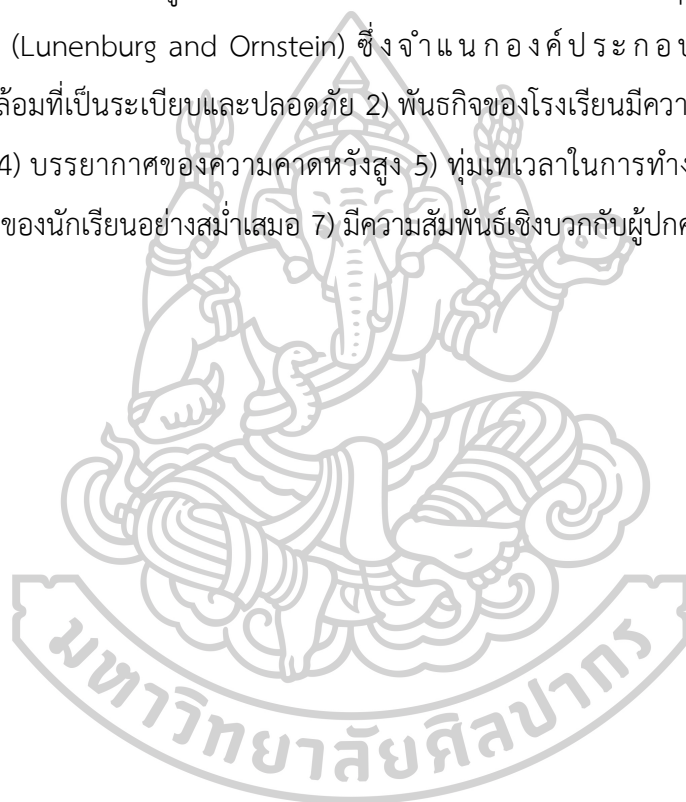 (Lunenburg and Ornstein) ซึ่งจำแนกองค์ประกอบ
ล้อมที่เป็นระเบียบและปลอดภัย 2) พันธกิจของโรงเรียนมีควา
4) บรรยากาศของความคาดหวังสูง 5) ทุ่มเทเวลาในการทำง
ของนักเรียนอย่างสม่ำเสมอ 7) มีความสัมพันธ์เชิงบวกกับผู้ปกค
มหาวิทยาลัยศิลปากร